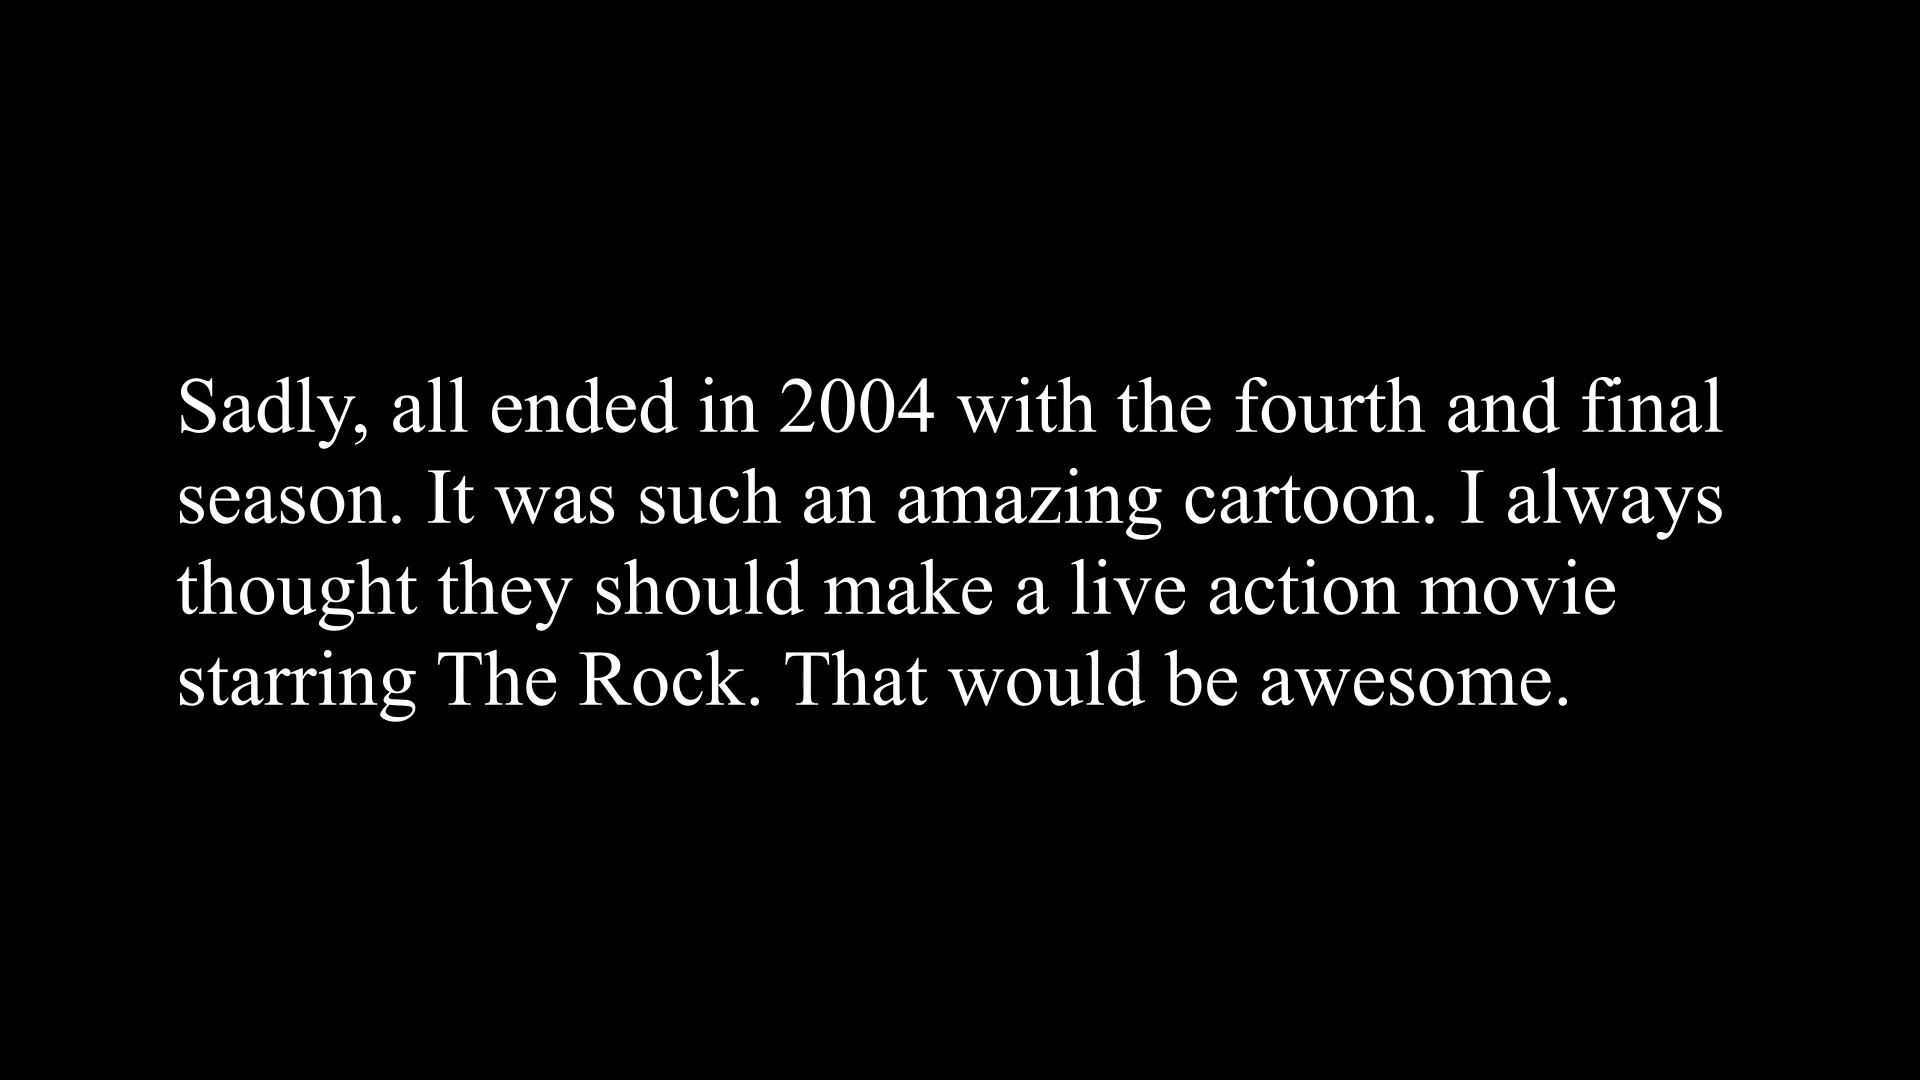 Sadly, all ended in 2004 with the fourth and final
season. It was such an amazing cartoon. I always
thought they should make a live action movie
starring The Rock. That would be awesome.